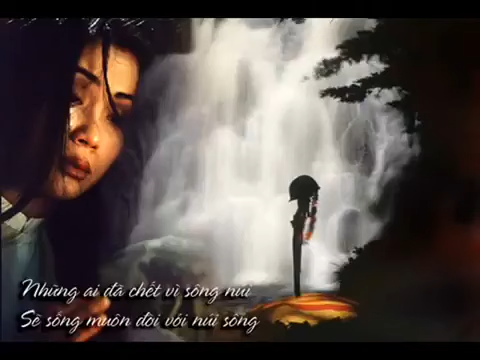 Những ai đã chết vì sông núi
Sẽ sống muôn đời với núi sông